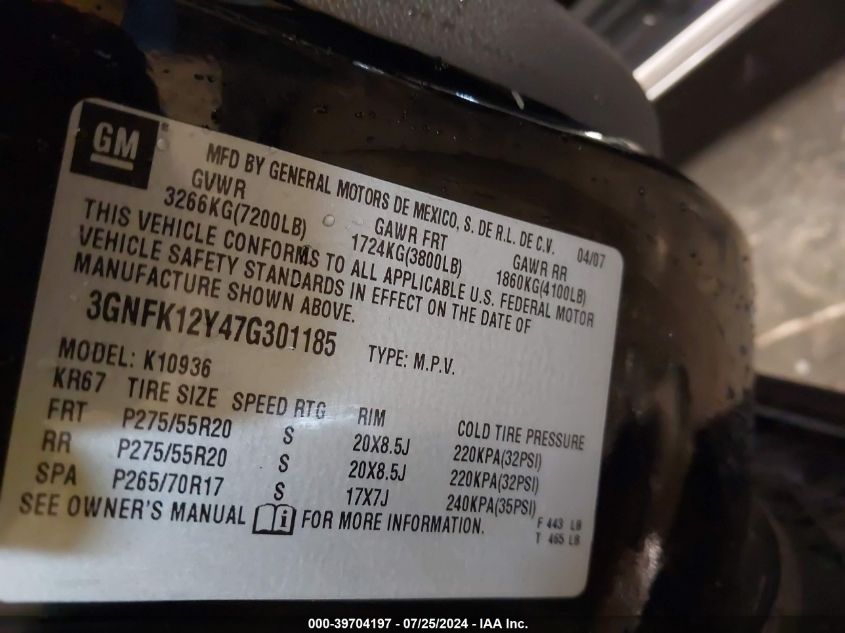 GM
MFD BY GENERAL MOTORS DE MEXICO, S. DE R.L. DE C.V. 04/07
GVWR GAWR FRT GAWR RR
3266KG(7200LB) 1724KG(3800LB) 1860KG(4100LB)
THIS VEHICLE CONFORMS TO ALL APPLICABLE U.S. FEDERAL MOTOR
VEHICLE SAFETY STANDARDS IN EFFECT ON THE DATE OF
MANUFACTURE SHOWN ABOVE.
3GNFK12Y47G301185 TYPE: M.P.V.
MODEL: K10936
KR67 TIRE SIZE SPEED RTG RIM COLD TIRE PRESSURE
FRT P275/55R20 S 20X8.5J 220KPA(32PSI)
RR P275/55R20 S 20X8.5J 220KPA(32PSI)
SPA P265/70R17 S 17X7J 240KPA(35PSI)
SEE OWNER'S MANUAL i FOR MORE INFORMATION.
F 443 LB
T 465 LB
000-39704197 - 07/25/2024 - IAA Inc.